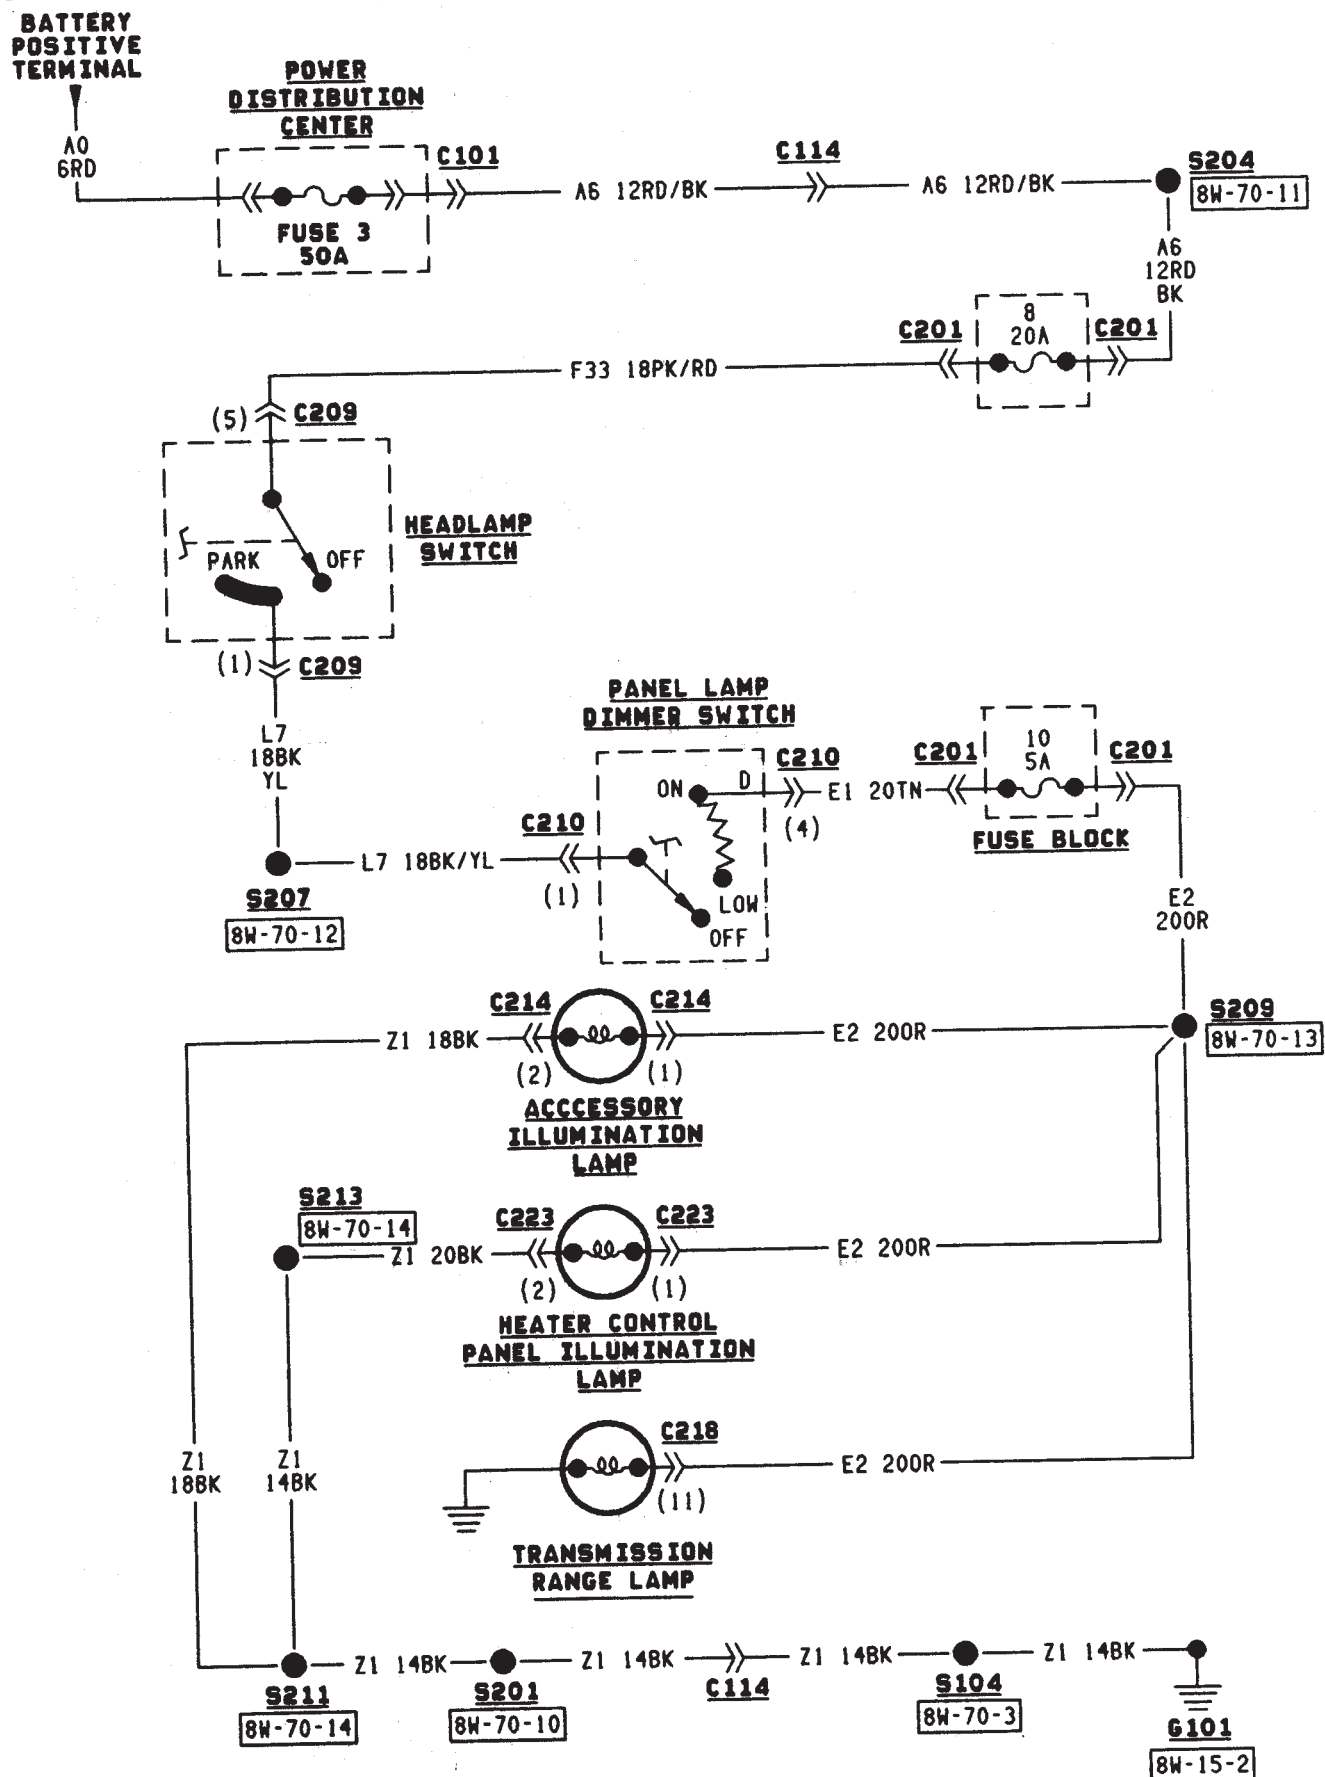 BATTERY
POSITIVE
TERMINAL
A0
6RD
POWER
DISTRIBUTION
CENTER
FUSE 3
50A
C101
A6 12RD/BK
C114
A6 12RD/BK
S204
8W-70-11
A6
12RD
BK
C201
8
20A
C201
F33 18PK/RD
(5)
C209
HEADLAMP
SWITCH
PARK
OFF
(1)
C209
L7
18BK
YL
S207
8W-70-12
L7 18BK/YL
C210
(1)
PANEL LAMP
DIMMER SWITCH
ON
D
LOW
OFF
C210
(4)
E1 20TN
C201
10
5A
C201
FUSE BLOCK
E2
20OR
S209
8W-70-13
Z1 18BK
C214
(2)
C214
(1)
E2 20OR
ACCCESSORY
ILLUMINATION
LAMP
S213
8W-70-14
Z1 20BK
C223
(2)
C223
(1)
E2 20OR
HEATER CONTROL
PANEL ILLUMINATION
LAMP
Z1
18BK
Z1
14BK
C218
(11)
E2 20OR
TRANSMISSION
RANGE LAMP
S211
8W-70-14
Z1 14BK
S201
8W-70-10
Z1 14BK
C114
Z1 14BK
S104
8W-70-3
Z1 14BK
G101
8W-15-2